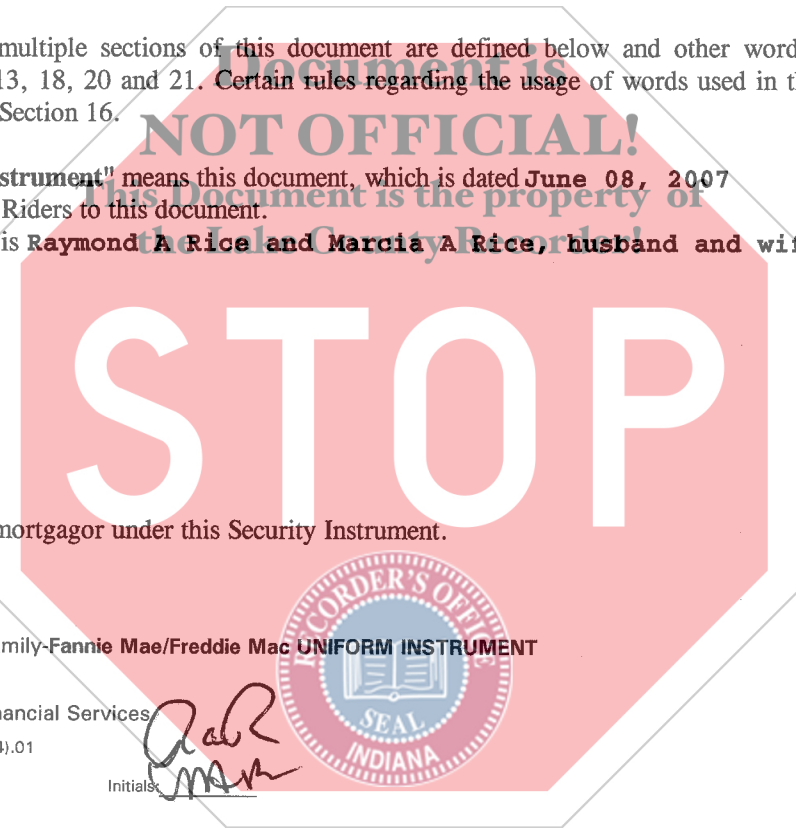 multiple sections of this document are defined below and other word
13, 18, 20 and 21. Certain rules regarding the usage of words used in t
Section 16.
strument" means this document, which is dated June 08, 2007
Riders to this document.
is Raymond A Rice and Marcia A Rice, husband and wif
Document is
NOT OFFICIAL!
This Document is the property of
the Lake County Recorder!
STOP
mortgagor under this Security Instrument.
RECORDER'S OFFICE
SEAL
INDIANA
mily-Fannie Mae/Freddie Mac UNIFORM INSTRUMENT
nancial Services
4).01
RaR
Initials: MAR